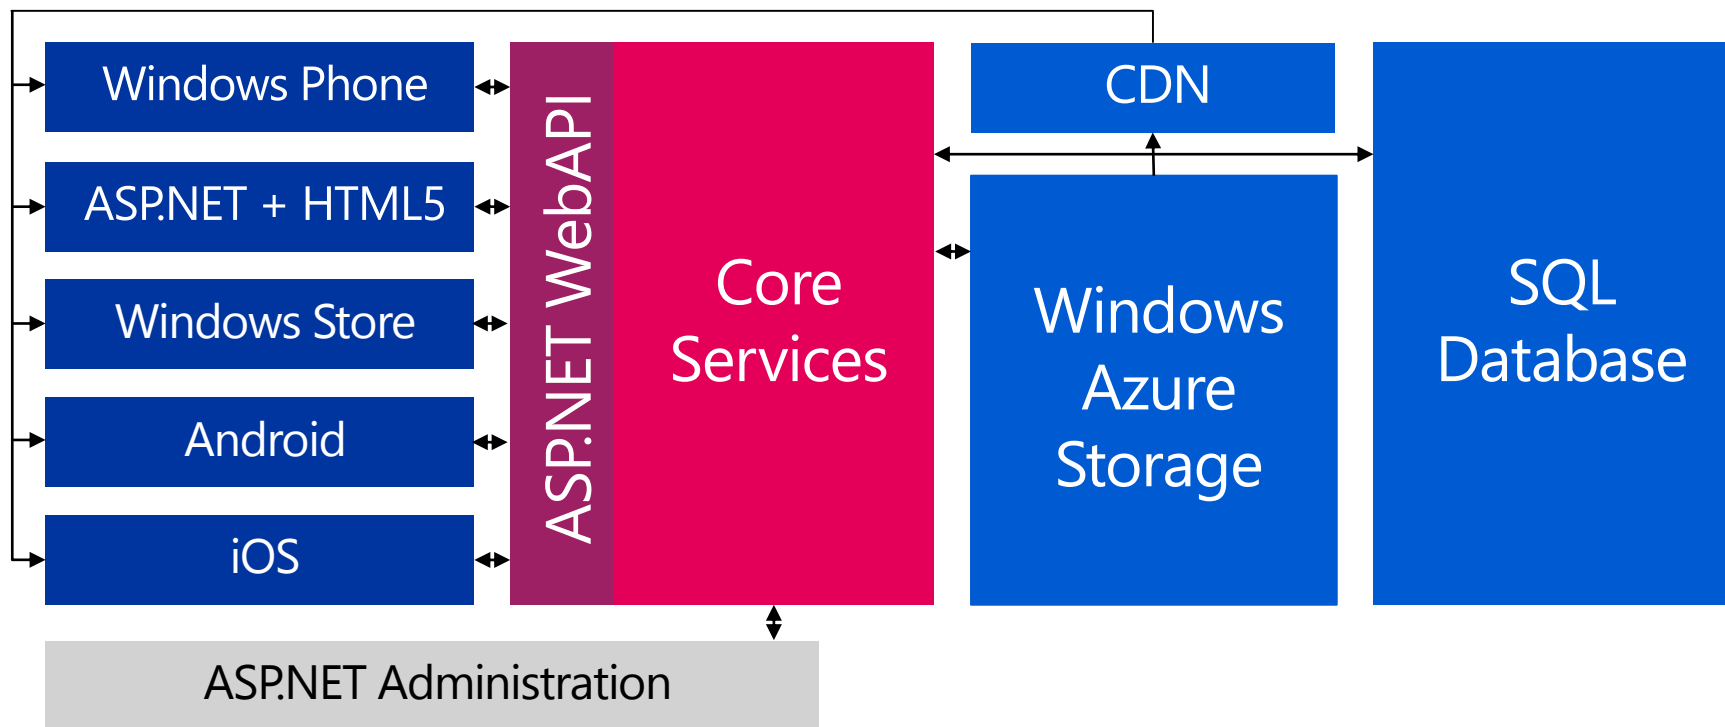 Windows Phone
ASP.NET + HTML5
Windows Store
Android
iOS
ASP.NET WebAPI
Core
Services
CDN
Windows
Azure
Storage
SQL
Database
ASP.NET Administration